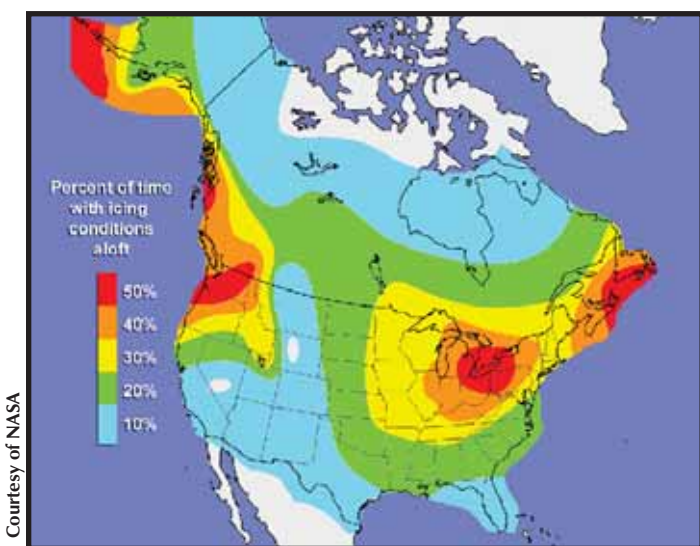 Percent of time
with icing
conditions
aloft
50%
40%
30%
20%
10%
Courtesy of NASA